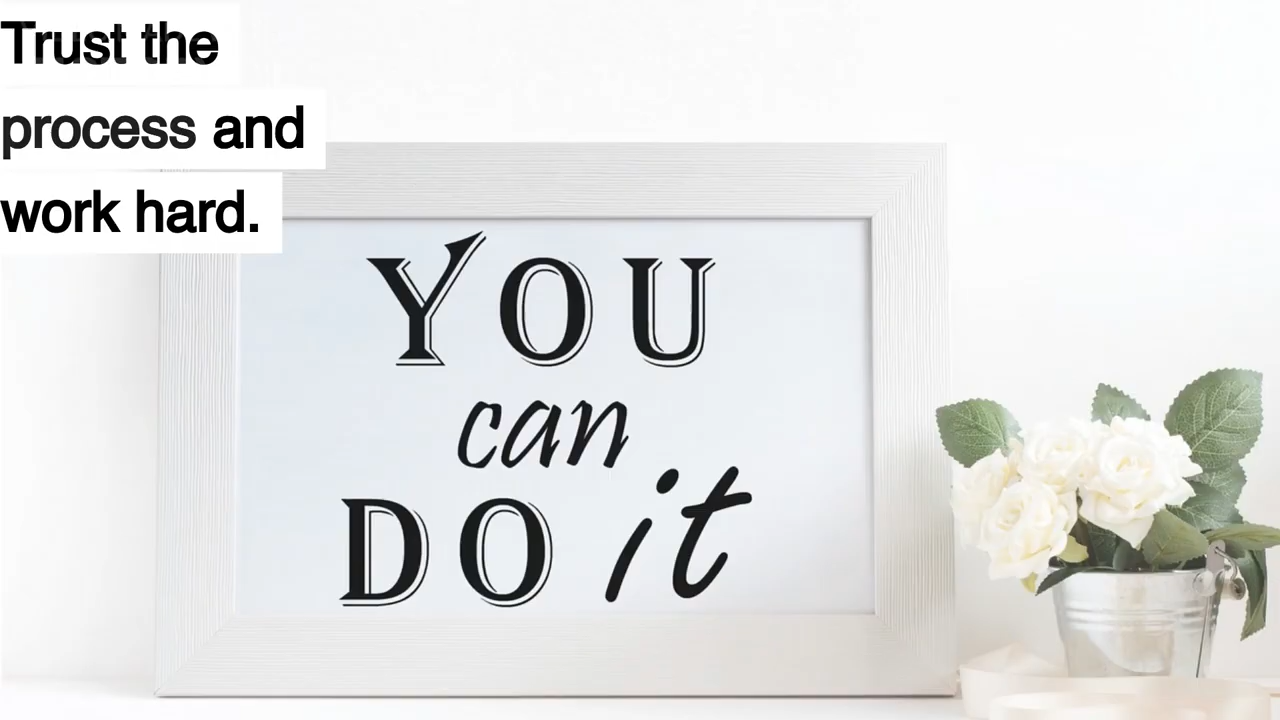 Trust the
process and
work hard.
YOU
can
DO it